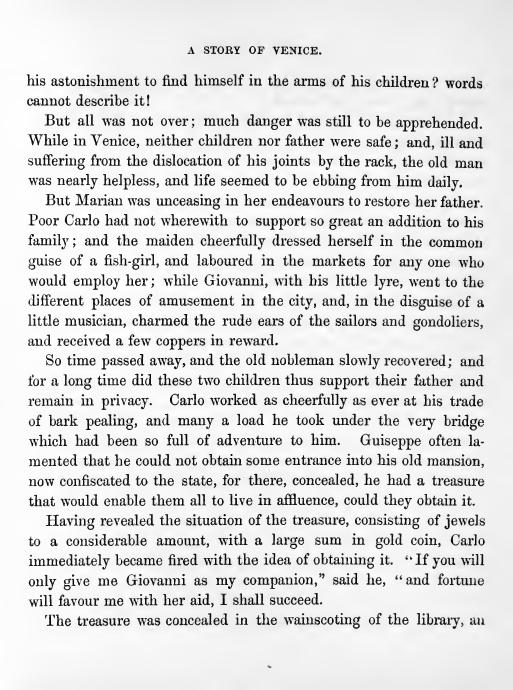 A STORY OF VENICE.
his astonishment to find himself in the arms of his children? words
cannot describe it!
But all was not over; much danger was still to be apprehended.
While in Venice, neither children nor father were safe; and, ill and
suffering from the dislocation of his joints by the rack, the old man
was nearly helpless, and life seemed to be ebbing from him daily.
But Marian was unceasing in her endeavours to restore her father.
Poor Carlo had not wherewith to support so great an addition to his
family; and the maiden cheerfully dressed herself in the common
guise of a fish-girl, and laboured in the markets for any one who
would employ her; while Giovanni, with his little lyre, went to the
different places of amusement in the city, and, in the disguise of a
little musician, charmed the rude ears of the sailors and gondoliers,
and received a few coppers in reward.
So time passed away, and the old nobleman slowly recovered; and
for a long time did these two children thus support their father and
remain in privacy. Carlo worked as cheerfully as ever at his trade
of bark pealing, and many a load he took under the very bridge
which had been so full of adventure to him. Guiseppe often la-
mented that he could not obtain some entrance into his old mansion,
now confiscated to the state, for there, concealed, he had a treasure
that would enable them all to live in affluence, could they obtain it.
Having revealed the situation of the treasure, consisting of jewels
to a considerable amount, with a large sum in gold coin, Carlo
immediately became fired with the idea of obtaining it. “If you will
only give me Giovanni as my companion,” said he, “and fortune
will favour me with her aid, I shall succeed.
The treasure was concealed in the wainscoting of the library, an